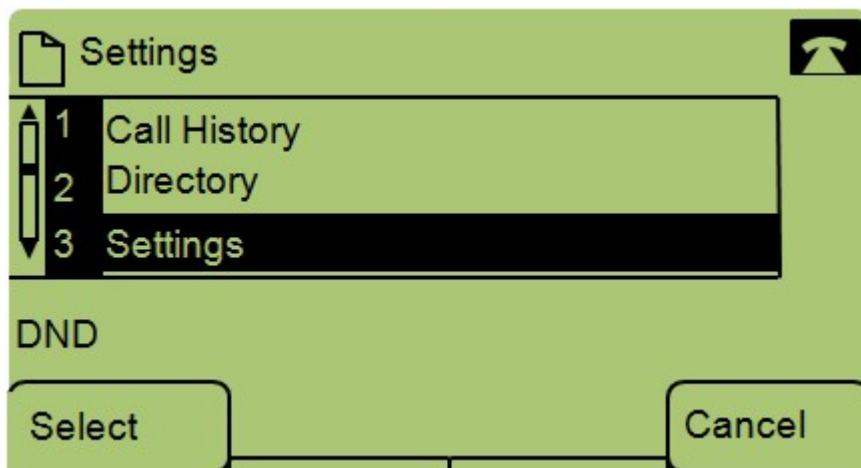 Settings
1 Call History
2 Directory
3 Settings
DND
Select Cancel